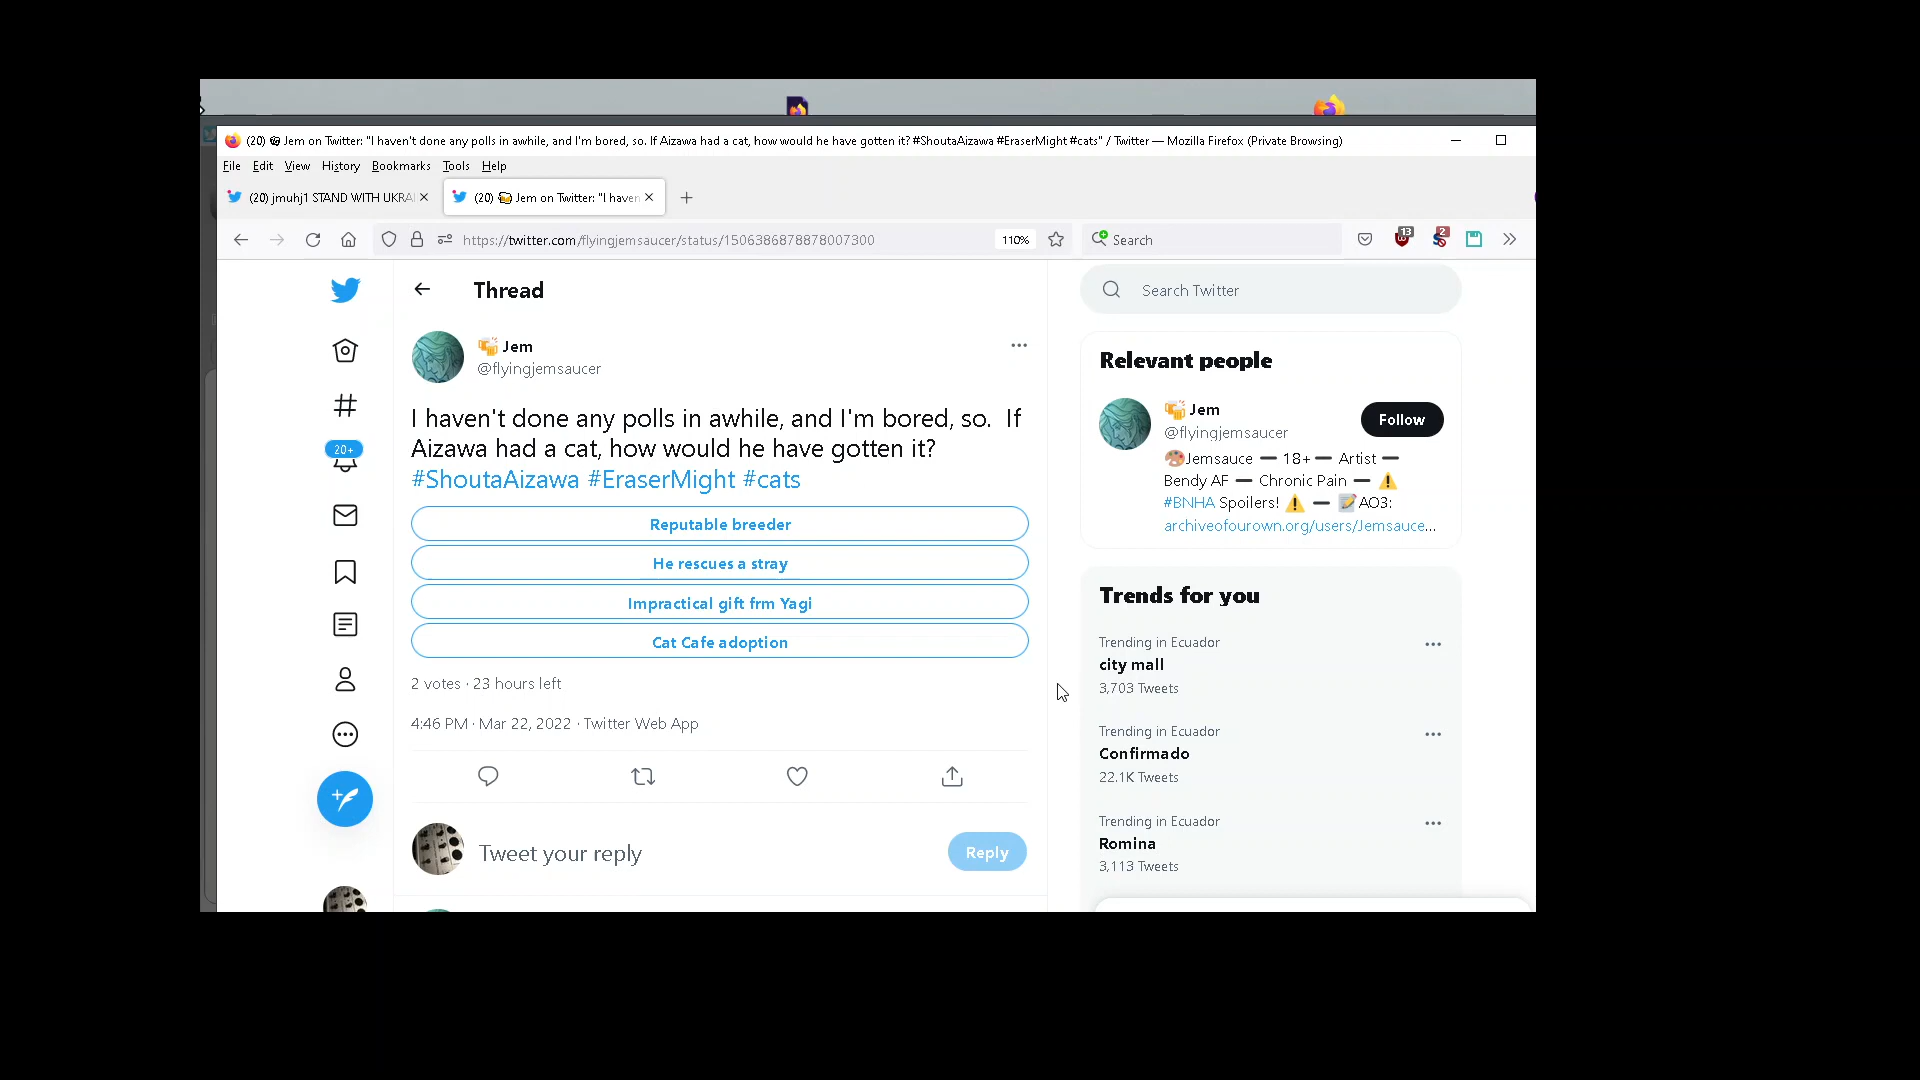 (20) Jem on Twitter: "I haven't done any polls in awhile, and I'm bored, so. If Aizawa had a cat, how would he have gotten it? #ShoutaAizawa #EraserMight #cats" / Twitter — Mozilla Firefox (Private Browsing)
File Edit View History Bookmarks Tools Help
(20) jmuhj1 STAND WITH UKRAI
(20) 🍻 Jem on Twitter: "I haven
https://twitter.com/flyingjemsaucer/status/1506386878878007300
110%
Search
13
2
Thread
Search Twitter
🍻 Jem
@flyingjemsaucer
I haven't done any polls in awhile, and I'm bored, so. If
Aizawa had a cat, how would he have gotten it?
#ShoutaAizawa #EraserMight #cats
Reputable breeder
He rescues a stray
Impractical gift frm Yagi
Cat Cafe adoption
2 votes · 23 hours left
4:46 PM · Mar 22, 2022 · Twitter Web App
Tweet your reply
Reply
20+
Relevant people
🍻 Jem
@flyingjemsaucer
Follow
🎨Jemsauce — 18+— Artist —
Bendy AF — Chronic Pain — ⚠️
#BNHA Spoilers! ⚠️ — 📝AO3:
archiveofourown.org/users/Jemsauce...
Trends for you
Trending in Ecuador
city mall
3,703 Tweets
Trending in Ecuador
Confirmado
22.1K Tweets
Trending in Ecuador
Romina
3,113 Tweets